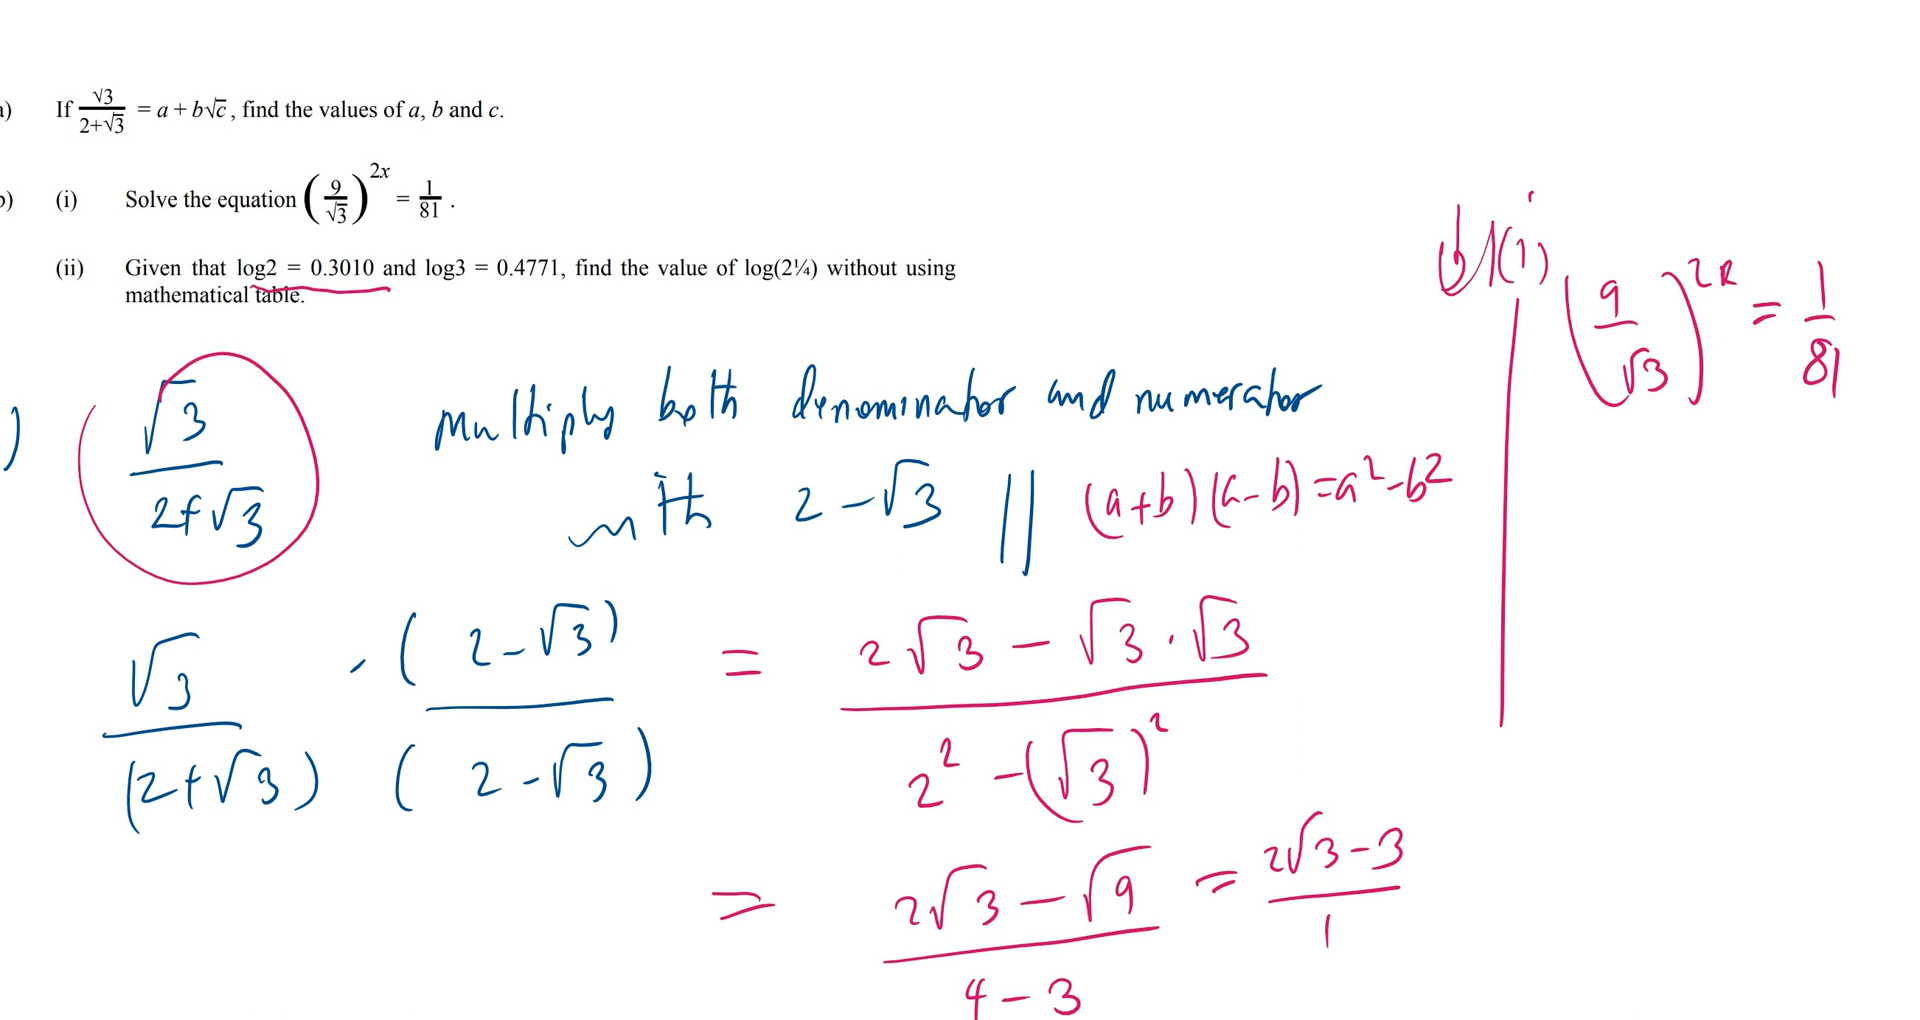 a) If √3/2+√3 = a + b√c, find the values of a, b and c.
b) (i) Solve the equation (9/√3)^2x = 1/81 .
(ii) Given that log2 = 0.3010 and log3 = 0.4771, find the value of log(2¼) without using
mathematical table.
) √3/2+√3 multiply both denominator and numerator
with 2-√3 // (a+b)(a-b)=a²-b²
√3/(2+√3) · (2-√3)/(2-√3) = 2√3 - √3·√3/2² - (√3)²
= 2√3 - √9/4-3 = 2√3-3/1
b)(i) (9/√3)^2x = 1/81